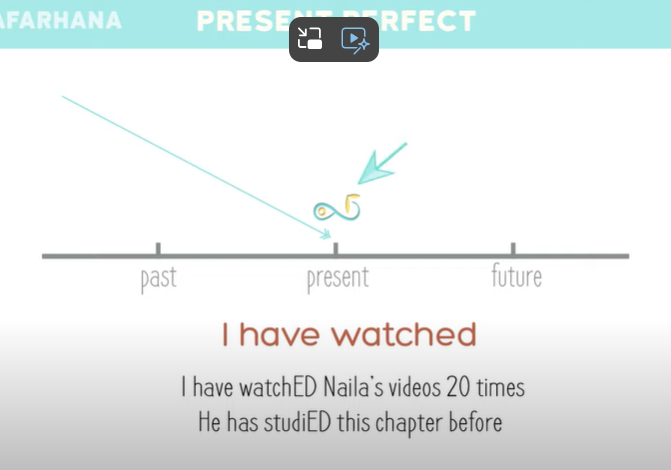 AFARHANA
PRESENT PERFECT
past present future
I have watched
I have watchED Naila's videos 20 times
He has studiED this chapter before